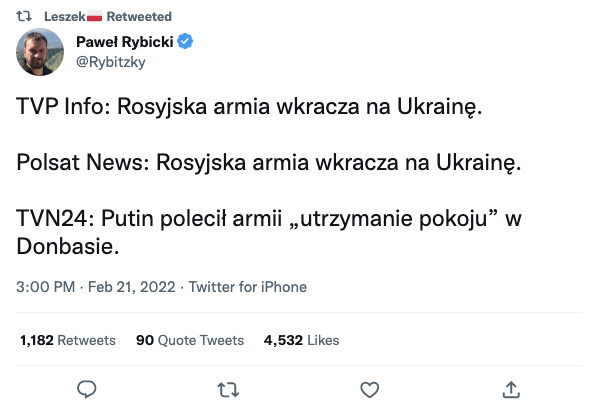 Leszek🇵🇱 Retweeted
Paweł Rybicki
@Rybitzky
TVP Info: Rosyjska armia wkracza na Ukrainę.
Polsat News: Rosyjska armia wkracza na Ukrainę.
TVN24: Putin polecił armii „utrzymanie pokoju” w
Donbasie.
3:00 PM · Feb 21, 2022 · Twitter for iPhone
1,182 Retweets 90 Quote Tweets 4,532 Likes